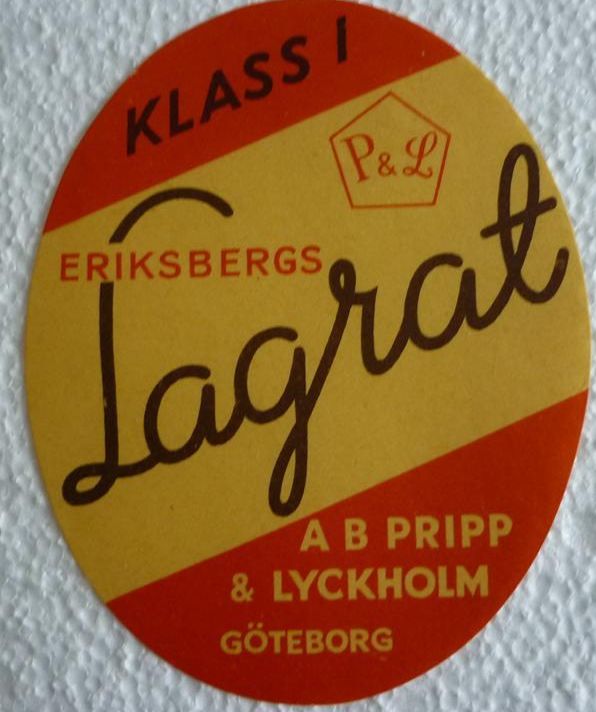 KLASS I
P & L
ERIKSBERGS
Lagrat
A B PRIPP
& LYCKHOLM
GÖTEBORG